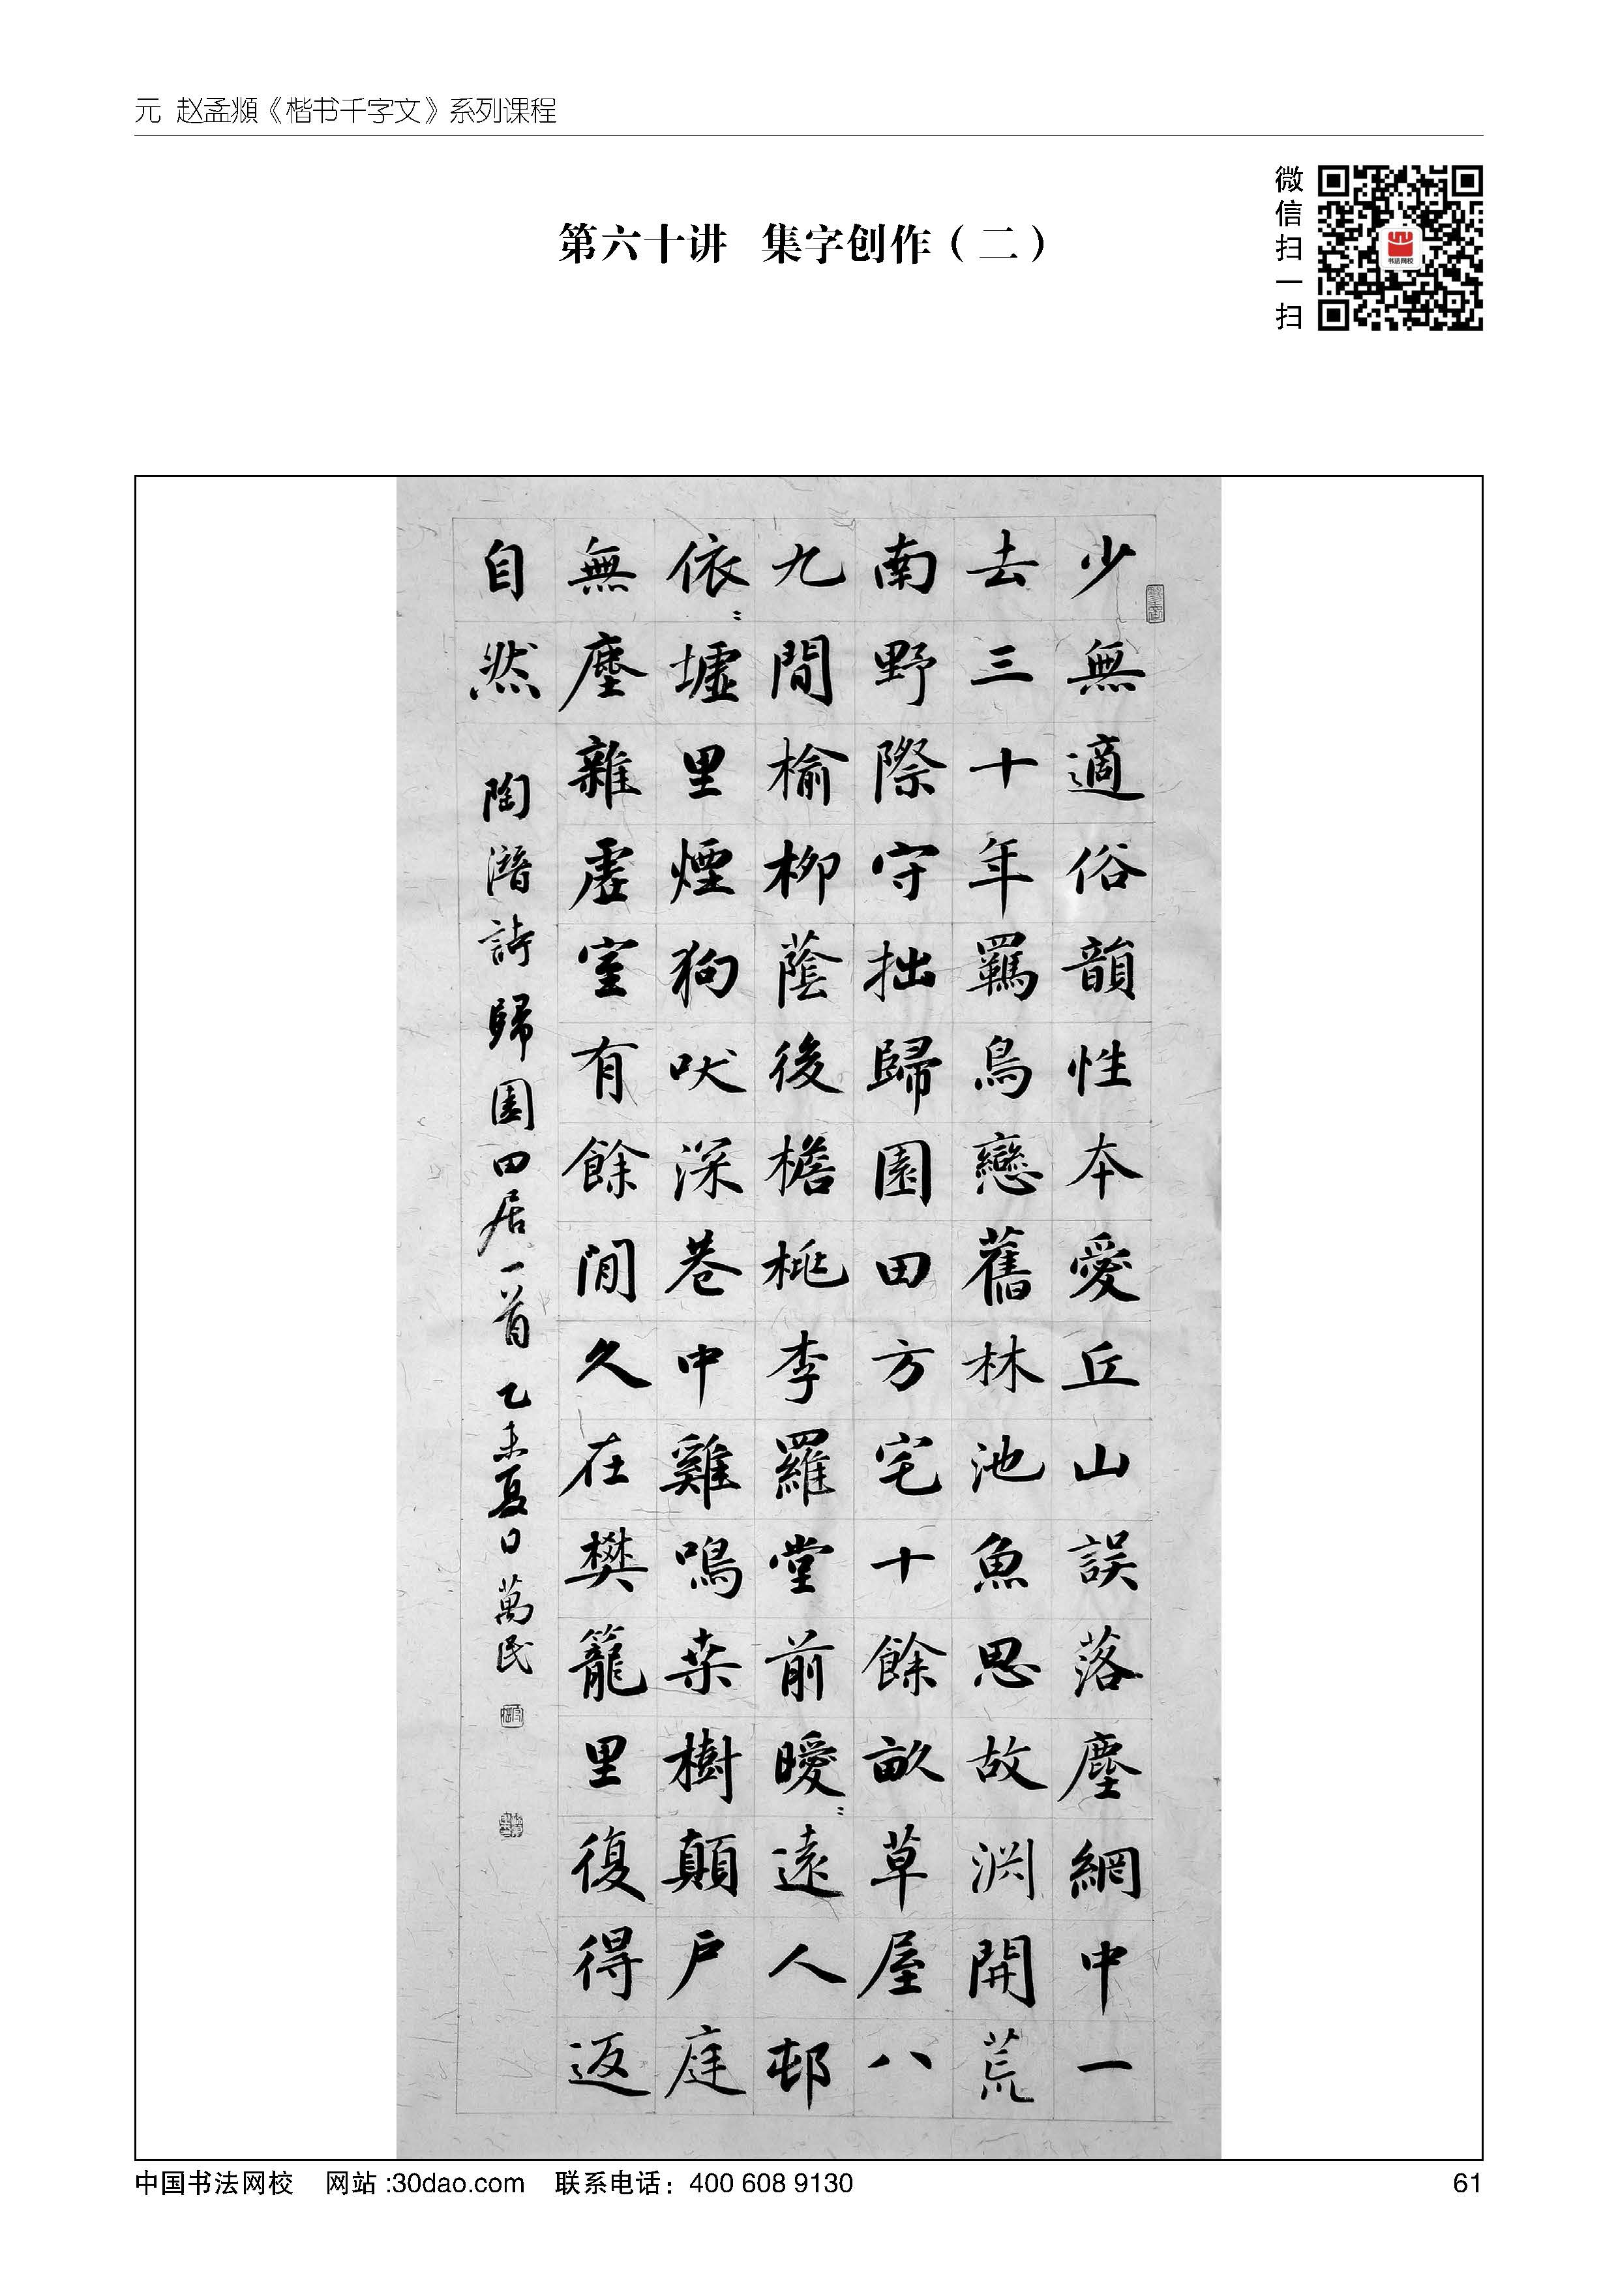 元 赵孟頫《楷书千字文》系列课程
微信扫一扫
书法网校
第六十讲 集字创作（二）
少無適俗韻性本愛丘山誤落塵網中一
去三十年羈鳥戀舊林池魚思故淵開荒
南野際守拙歸園田方宅十餘畝草屋八
九間榆柳蔭後檐桃李羅堂前曖〻遠人邨
依〻墟里煙狗吠深巷中雞鳴桑樹顛户庭
無塵雜虛室有餘閒久在樊籠里復得返
自然 陶潛詩歸園田居一首 乙未夏日萬民
中国书法网校 网站:30dao.com 联系电话：400 608 9130 61